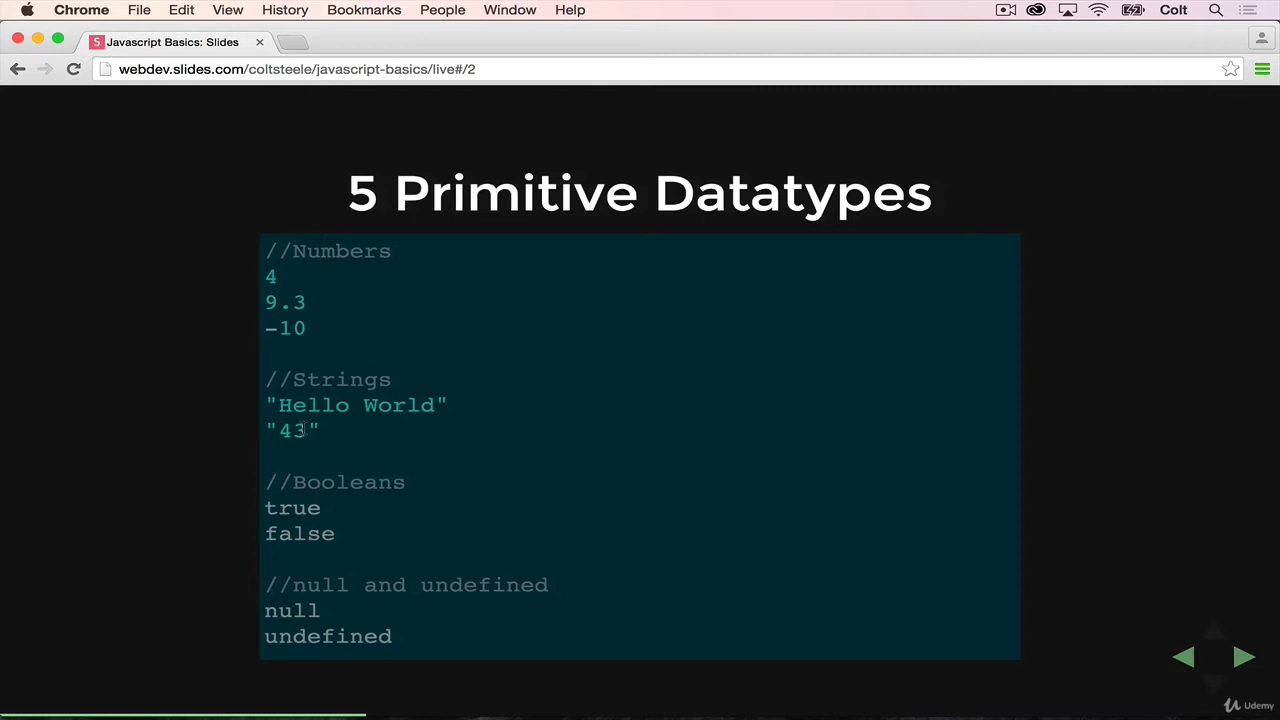 Chrome File Edit View History Bookmarks People Window Help Colt
S Javascript Basics: Slides ×
webdev.slides.com/coltsteele/javascript-basics/live#/2
5 Primitive Datatypes
//Numbers
4
9.3
-10
//Strings
"Hello World"
"43"
//Booleans
true
false
//null and undefined
null
undefined
Udemy